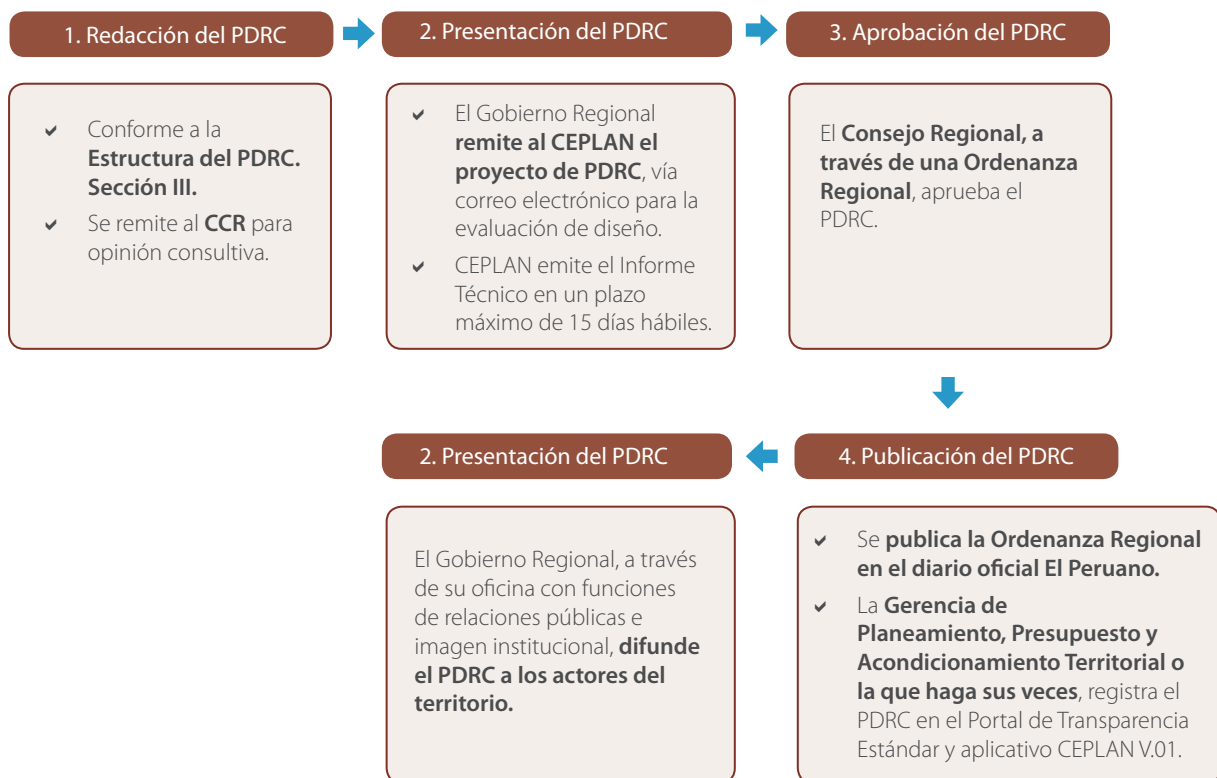 1. Redacción del PDRC
2. Presentación del PDRC
3. Aprobación del PDRC
✔ Conforme a la
Estructura del PDRC.
Sección III.
✔ Se remite al CCR para
opinión consultiva.
✔ El Gobierno Regional
remite al CEPLAN el
proyecto de PDRC, vía
correo electrónico para la
evaluación de diseño.
✔ CEPLAN emite el Informe
Técnico en un plazo
máximo de 15 días hábiles.
El Consejo Regional, a
través de una Ordenanza
Regional, aprueba el
PDRC.
2. Presentación del PDRC
4. Publicación del PDRC
El Gobierno Regional, a través
de su oficina con funciones
de relaciones públicas e
imagen institucional, difunde
el PDRC a los actores del
territorio.
✔ Se publica la Ordenanza Regional
en el diario oficial El Peruano.
✔ La Gerencia de
Planeamiento, Presupuesto y
Acondicionamiento Territorial o
la que haga sus veces, registra el
PDRC en el Portal de Transparencia
Estándar y aplicativo CEPLAN V.01.